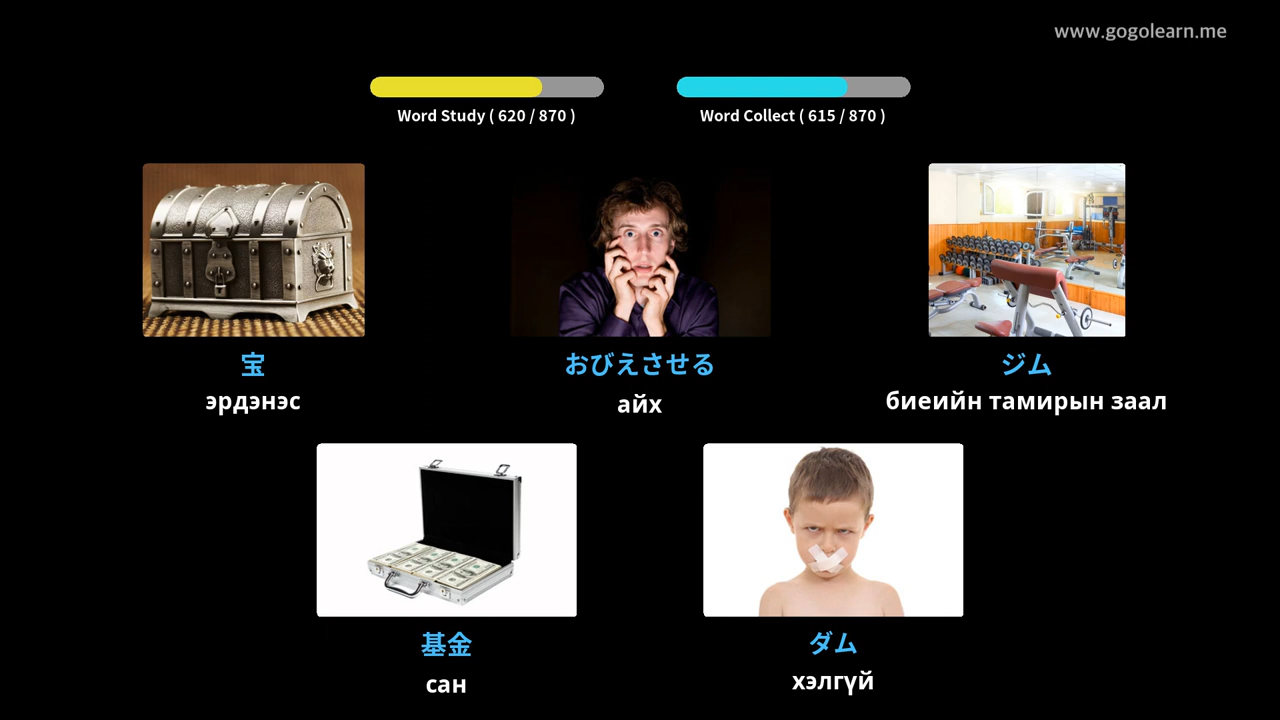 www.gogolearn.me
Word Study ( 620 / 870 )
Word Collect ( 615 / 870 )
宝
эрдэнэс
おびえさせる
айх
ジム
биеийн тамирын заал
基金
сан
ダム
хэлгүй